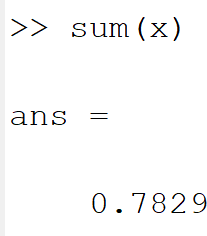 >> sum(x)
ans =
0.7829